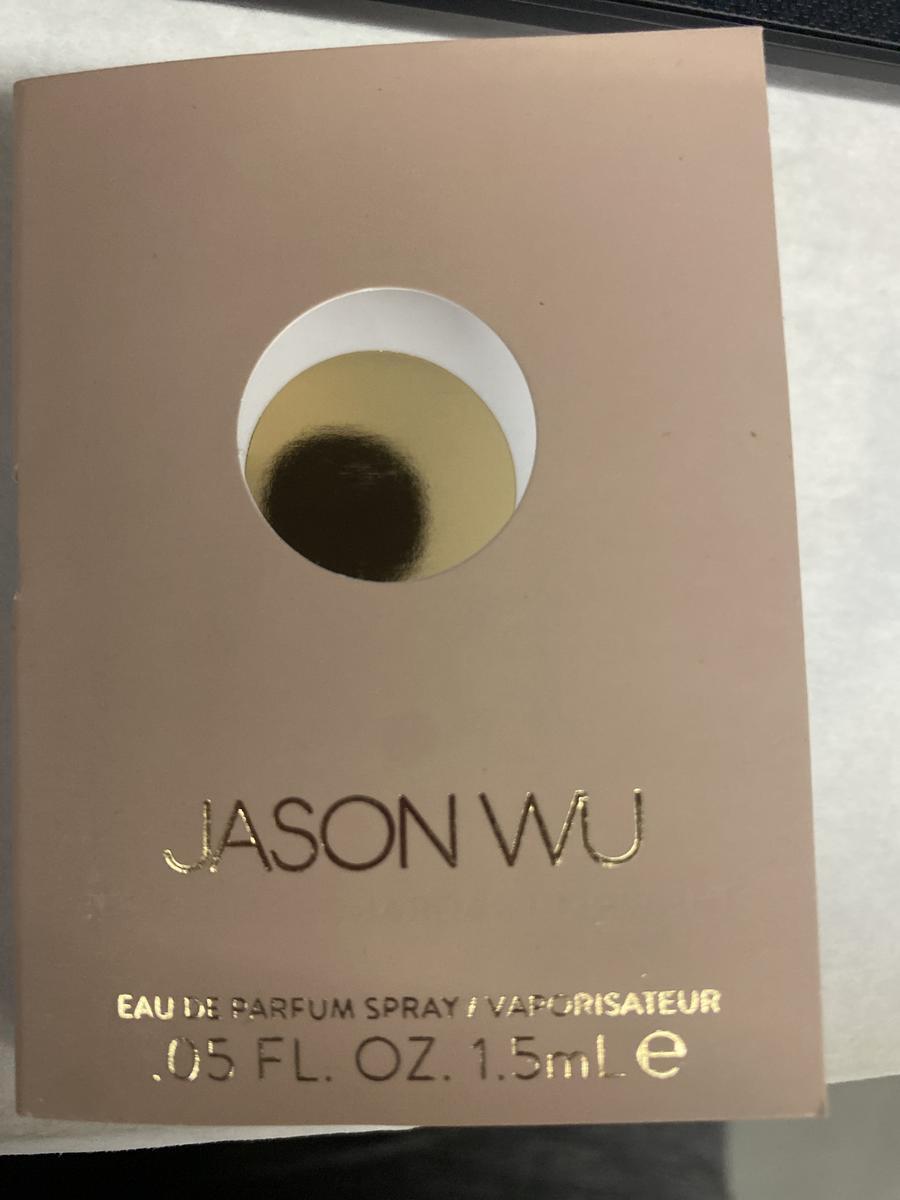 JASON WU
EAU DE PARFUM SPRAY / VAPORISATEUR
.05 FL. OZ. 1.5mL ℮